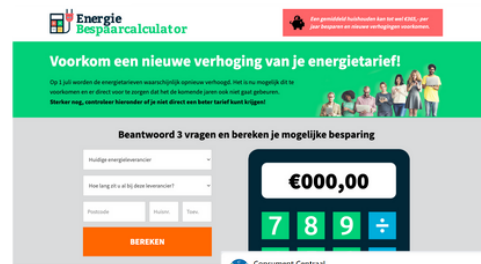 Energie
Bespaarcalculator
Een gemiddeld huishouden kan tot wel €305,- per
jaar besparen en nieuwe verhogingen voorkomen.
Voorkom een nieuwe verhoging van je energietarief!
Op 1 juli worden de energietarieven waarschijnlijk opnieuw verhoogd. Het is nu mogelijk dit te
voorkomen en er direct voor te zorgen dat het de komende jaren ook niet gaat gebeuren.
Sterker nog, controleer hieronder of je niet direct een beter tarief kunt krijgen!
Beantwoord 3 vragen en bereken je mogelijke besparing
Huidige energieleverancier
€000,00
Hoe lang zit u al bij deze leverancier?
Postcode Huisnr. Toev.
7 8 9 ÷
BEREKEN
Consument Centraal